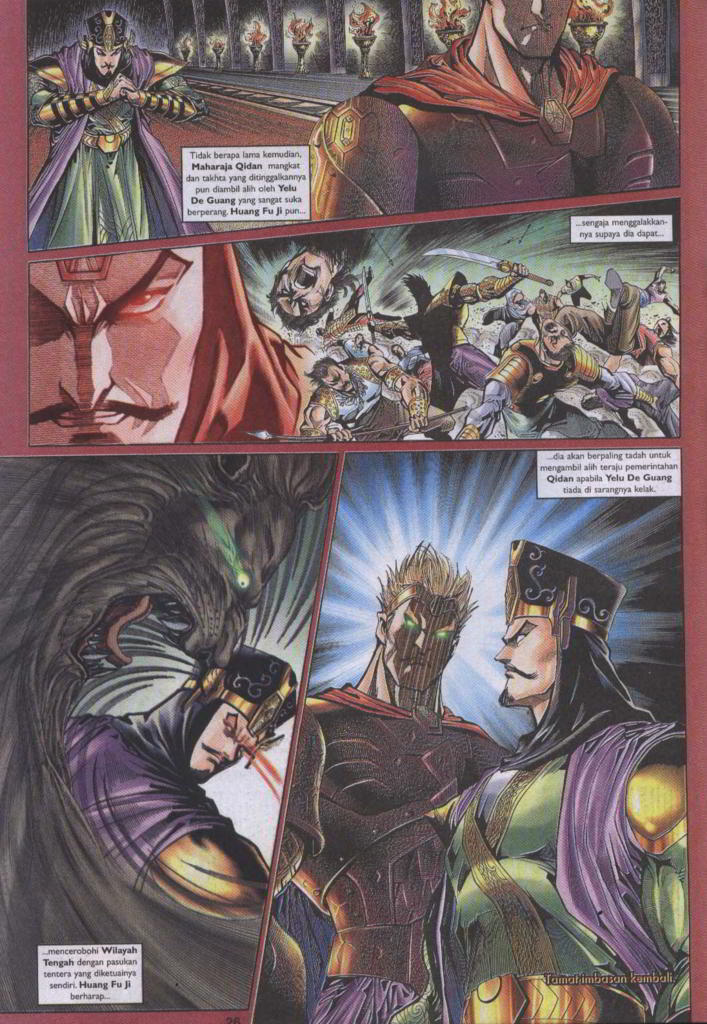 Tidak berapa lama kemudian,
Maharaja Qidan mangkat
dan takhta yang ditinggalkannya
pun diambil alih oleh Yelu
De Guang yang sangat suka
berperang. Huang Fu Ji pun...
...sengaja menggalakkan-
nya supaya dia dapat...
...mencerobohi Wilayah
Tengah dengan pasukan
tentera yang diketuainya
sendiri. Huang Fu Ji
berharap...
...dia akan berpaling tadah untuk
mengambil alih teraju pemerintahan
Qidan apabila Yelu De Guang
tiada di sarangnya kelak.
Tamat imbasan kembali.
26